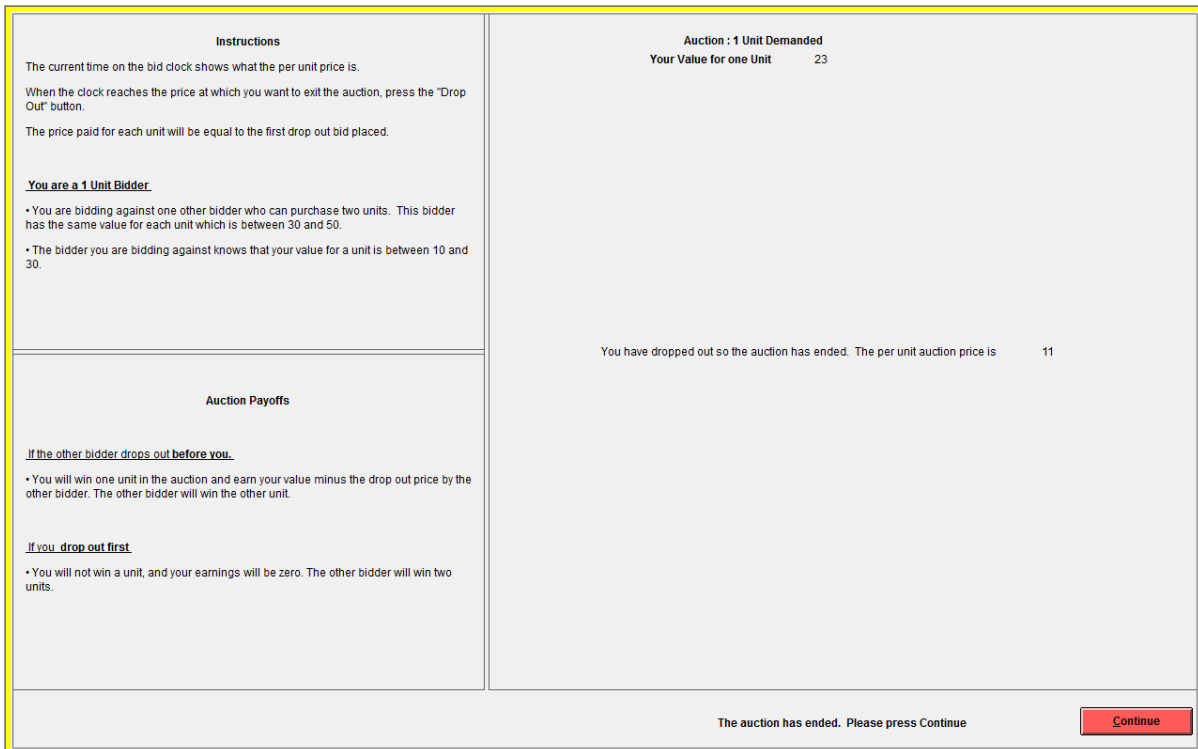 Instructions
The current time on the bid clock shows what the per unit price is.
When the clock reaches the price at which you want to exit the auction, press the "Drop
Out" button.
The price paid for each unit will be equal to the first drop out bid placed.
You are a 1 Unit Bidder
• You are bidding against one other bidder who can purchase two units. This bidder
has the same value for each unit which is between 30 and 50.
• The bidder you are bidding against knows that your value for a unit is between 10 and
30.
Auction Payoffs
If the other bidder drops out before you.
• You will win one unit in the auction and earn your value minus the drop out price by the
other bidder. The other bidder will win the other unit.
If you drop out first
• You will not win a unit, and your earnings will be zero. The other bidder will win two
units.
Auction : 1 Unit Demanded
Your Value for one Unit 23
You have dropped out so the auction has ended. The per unit auction price is 11
The auction has ended. Please press Continue
Continue